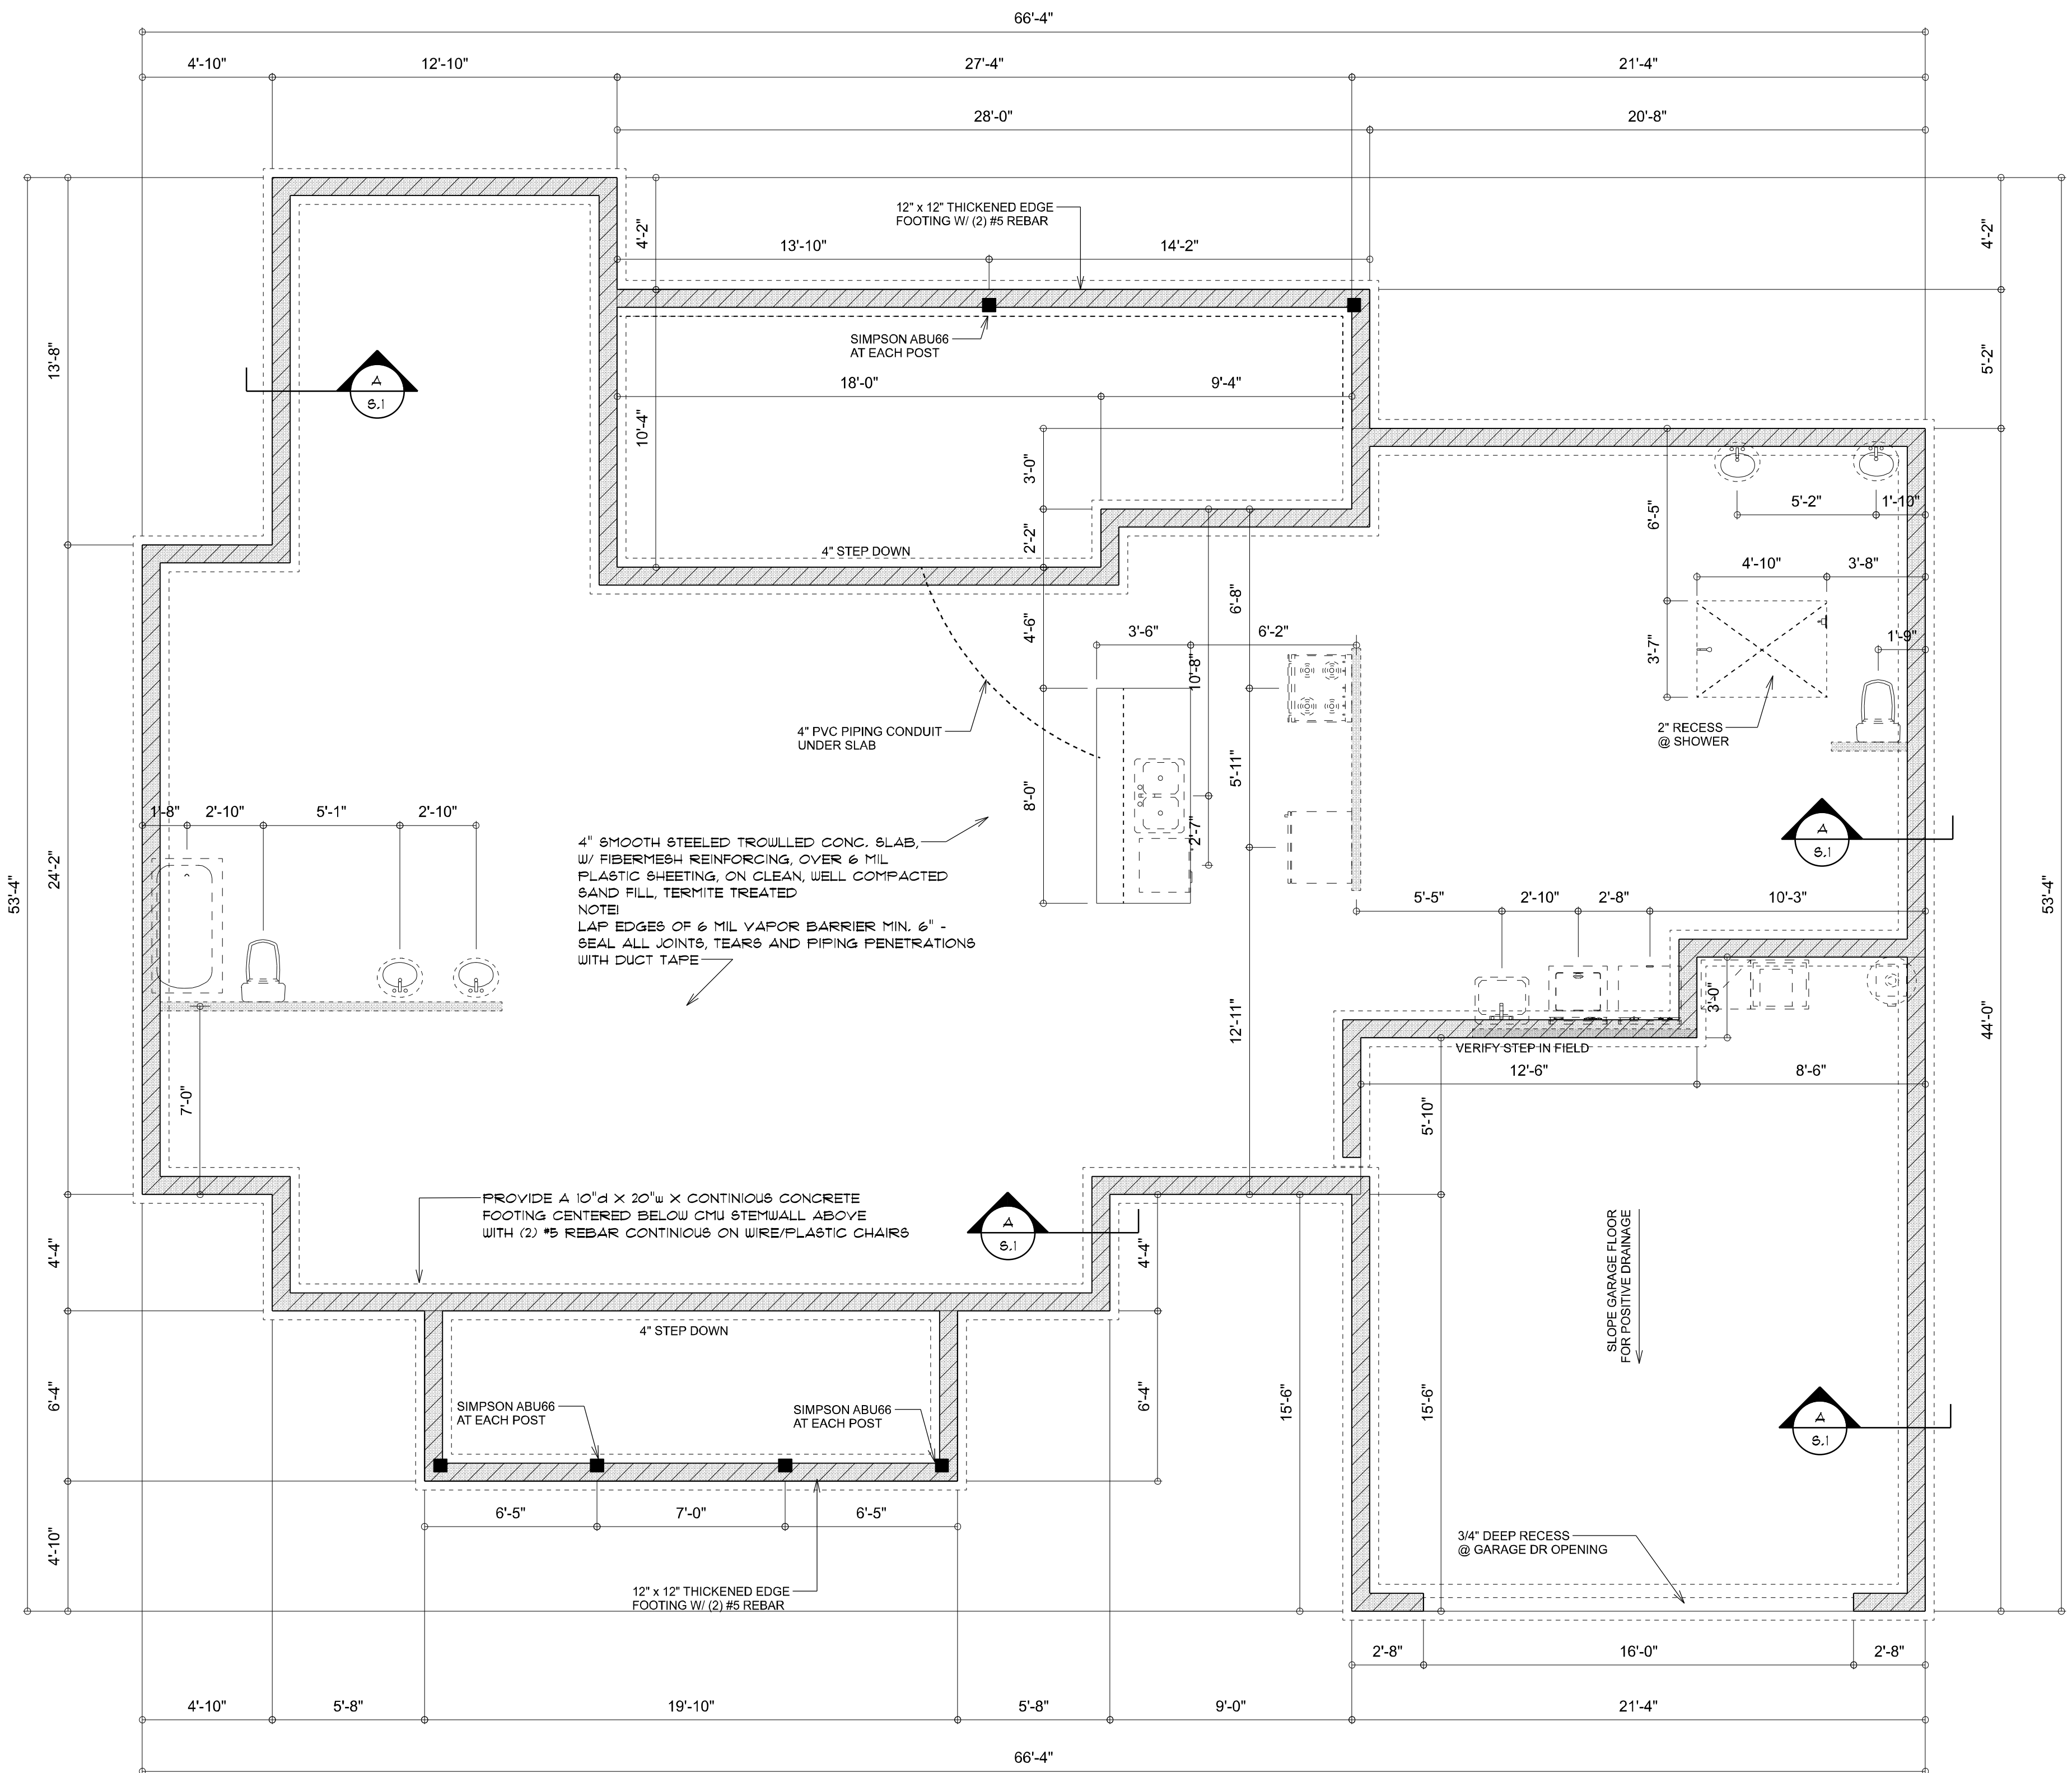 66'-4"
4'-10"
12'-10"
27'-4"
21'-4"
28'-0"
20'-8"
12" x 12" THICKENED EDGE
FOOTING W/ (2) #5 REBAR
4'-2"
4'-2"
13'-10"
14'-2"
SIMPSON ABU66
AT EACH POST
13'-8"
5'-2"
A
S.1
18'-0"
9'-4"
10'-4"
3'-0"
2'-2"
4" STEP DOWN
6'-5"
5'-2"
1'-10"
4'-10"
3'-8"
4'-6"
6'-8"
3'-6"
6'-2"
10'-8"
3'-7"
1'-9"
4" PVC PIPING CONDUIT
UNDER SLAB
2" RECESS
@ SHOWER
5'-11"
8'-0"
2'-7"
1'-8"
2'-10"
5'-1"
2'-10"
A
S.1
4" SMOOTH STEELED TROWLLED CONC. SLAB,
W/ FIBERMESH REINFORCING, OVER 6 MIL
PLASTIC SHEETING, ON CLEAN, WELL COMPACTED
SAND FILL, TERMITE TREATED
NOTE!
LAP EDGES OF 6 MIL VAPOR BARRIER MIN. 6" -
SEAL ALL JOINTS, TEARS AND PIPING PENETRATIONS
WITH DUCT TAPE
24'-2"
53'-4"
53'-4"
5'-5"
2'-10"
2'-8"
10'-3"
3'-0"
44'-0"
12'-11"
VERIFY STEP IN FIELD
12'-6"
8'-6"
7'-0"
5'-10"
PROVIDE A 10"d X 20"w X CONTINIOUS CONCRETE
FOOTING CENTERED BELOW CMU STEMWALL ABOVE
WITH (2) #5 REBAR CONTINIOUS ON WIRE/PLASTIC CHAIRS
A
S.1
4'-4"
4'-4"
SLOPE GARAGE FLOOR
FOR POSITIVE DRAINAGE
4" STEP DOWN
6'-4"
6'-4"
15'-6"
15'-6"
SIMPSON ABU66
AT EACH POST
SIMPSON ABU66
AT EACH POST
A
S.1
6'-5"
7'-0"
6'-5"
4'-10"
3/4" DEEP RECESS
@ GARAGE DR OPENING
12" x 12" THICKENED EDGE
FOOTING W/ (2) #5 REBAR
2'-8"
16'-0"
2'-8"
4'-10"
5'-8"
19'-10"
5'-8"
9'-0"
21'-4"
66'-4"